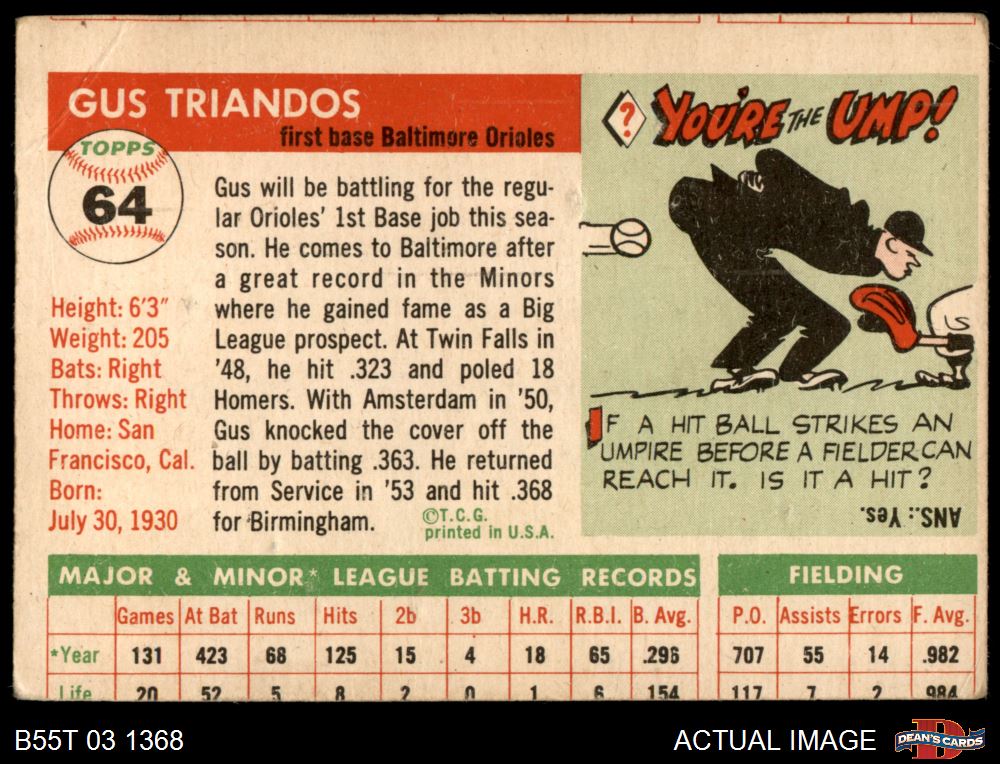 GUS TRIANDOS
first base Baltimore Orioles
TOPPS
64
Gus will be battling for the regu-
lar Orioles' 1st Base job this sea-
son. He comes to Baltimore after
a great record in the Minors
where he gained fame as a Big
League prospect. At Twin Falls in
'48, he hit .323 and poled 18
Homers. With Amsterdam in '50,
Gus knocked the cover off the
ball by batting .363. He returned
from Service in '53 and hit .368
for Birmingham.
©T.C.G.
printed in U.S.A.
Height: 6'3"
Weight: 205
Bats: Right
Throws: Right
Home: San
Francisco, Cal.
Born:
July 30, 1930
? YOU'RE THE UMP!
IF A HIT BALL STRIKES AN
UMPIRE BEFORE A FIELDER CAN
REACH IT. IS IT A HIT?
ANS.: Yes.
MAJOR & MINOR* LEAGUE BATTING RECORDS FIELDING
Games At Bat Runs Hits 2b 3b H.R. R.B.I. B. Avg. P.O. Assists Errors F. Avg.
*Year 131 423 68 125 15 4 18 65 .296 707 55 14 .982
Life 20 52 5 8 2 0 1 6 .154 117 7 2 .984
B55T 03 1368
ACTUAL IMAGE
D
DEAN'S CARDS